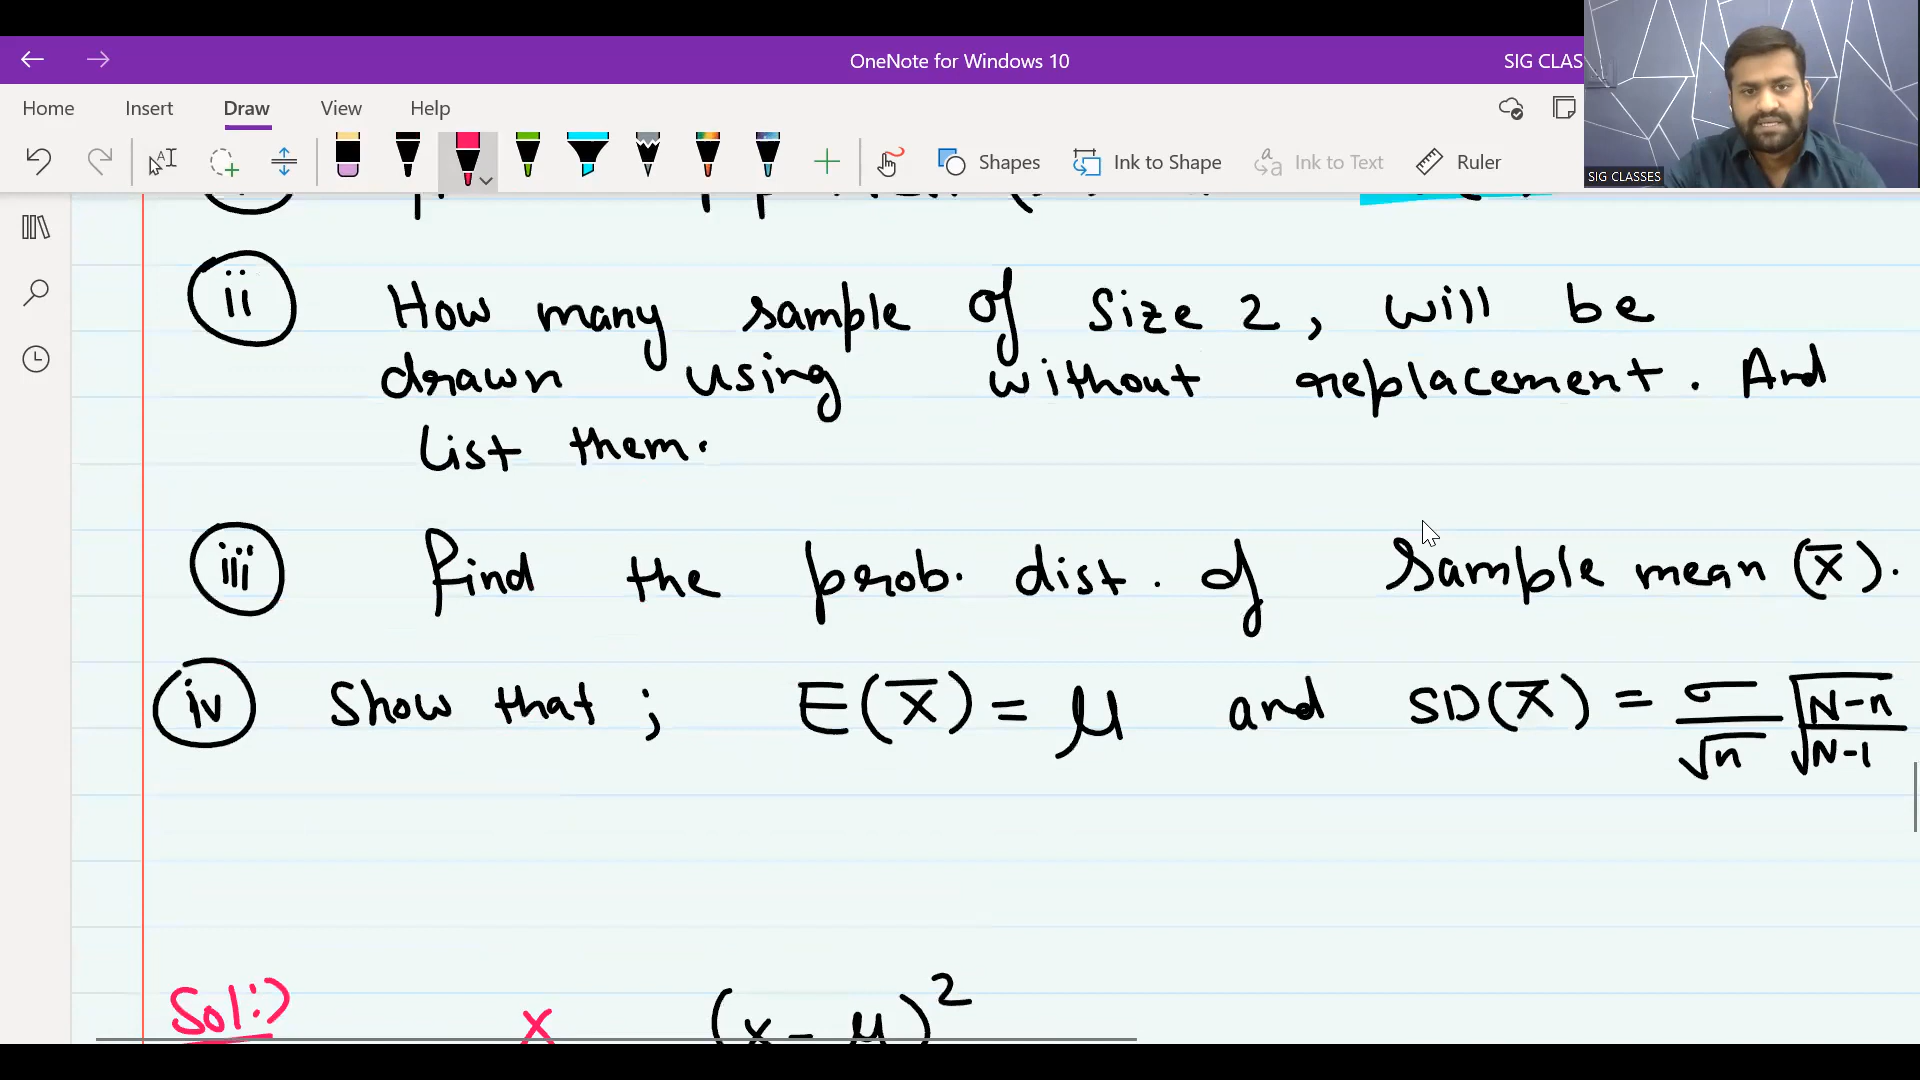 OneNote for Windows 10
SIG CLAS
Home Insert Draw View Help
Shapes Ink to Shape Ink to Text Ruler
SIG CLASSES
ii How many sample of Size 2, will be
drawn using without replacement. And
List them.
iii Find the prob. dist. of Sample mean (x̄).
iv Show that ; E(x̄) = μ and SD(x̄) = σ/√n √N-n/√N-1
Sol:) x (x - μ)²